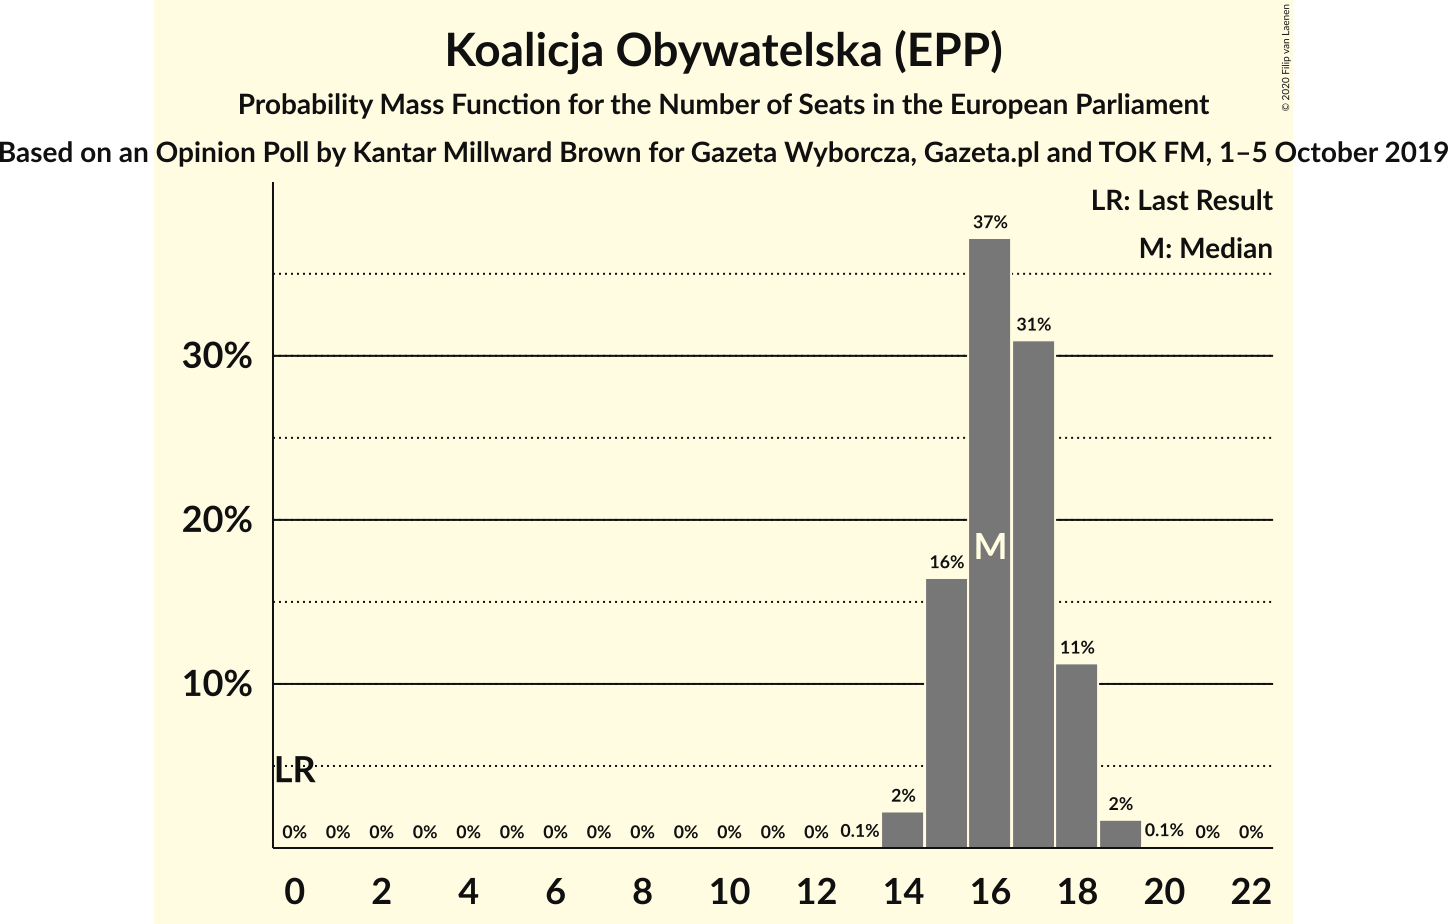 Koalicja Obywatelska (EPP)
Probability Mass Function for the Number of Seats in the European Parliament
Based on an Opinion Poll by Kantar Millward Brown for Gazeta Wyborcza, Gazeta.pl and TOK FM, 1–5 October 2019
© 2020 Filip van Laenen
LR: Last Result
M: Median
37%
31%
30%
20%
M
16%
11%
10%
LR
2%
2%
0% 0% 0% 0% 0% 0% 0% 0% 0% 0% 0% 0% 0% 0.1% 0.1% 0% 0%
0 2 4 6 8 10 12 14 16 18 20 22